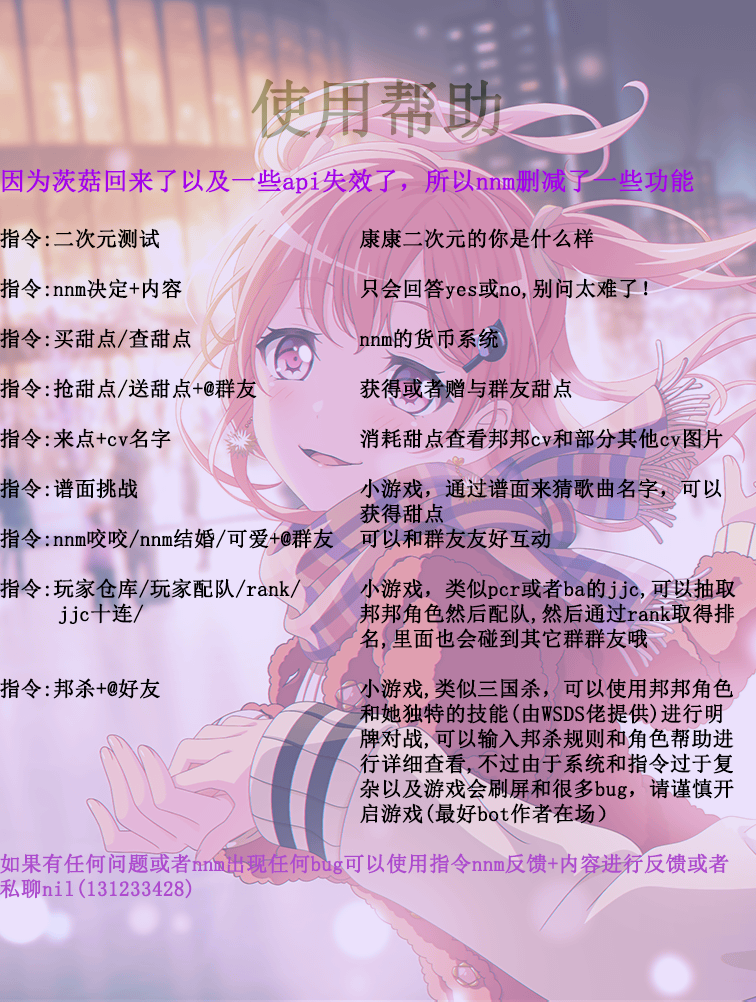 使用帮助
因为茨菇回来了以及一些api失效了，所以nnm删减了一些功能
指令:二次元测试 康康二次元的你是什么样
指令:nnm决定+内容 只会回答yes或no,别问太难了！
指令:买甜点/查甜点 nnm的货币系统
指令:抢甜点/送甜点+@群友 获得或者赠与群友甜点
指令:来点+cv名字 消耗甜点查看邦邦cv和部分其他cv图片
指令:谱面挑战 小游戏，通过谱面来猜歌曲名字，可以
获得甜点
指令:nnm咬咬/nnm结婚/可爱+@群友 可以和群友友好互动
指令:玩家仓库/玩家配队/rank/ 小游戏，类似pcr或者ba的jjc,可以抽取
jjc十连/ 邦邦角色然后配队,然后通过rank取得排
名,里面也会碰到其它群群友哦
指令:邦杀+@好友 小游戏,类似三国杀，可以使用邦邦角色
和她独特的技能(由WSDS佬提供)进行明
牌对战,可以输入邦杀规则和角色帮助进
行详细查看,不过由于系统和指令过于复
杂以及游戏会刷屏和很多bug，请谨慎开
启游戏(最好bot作者在场）
如果有任何问题或者nnm出现任何bug可以使用指令nnm反馈+内容进行反馈或者
私聊nil(131233428)